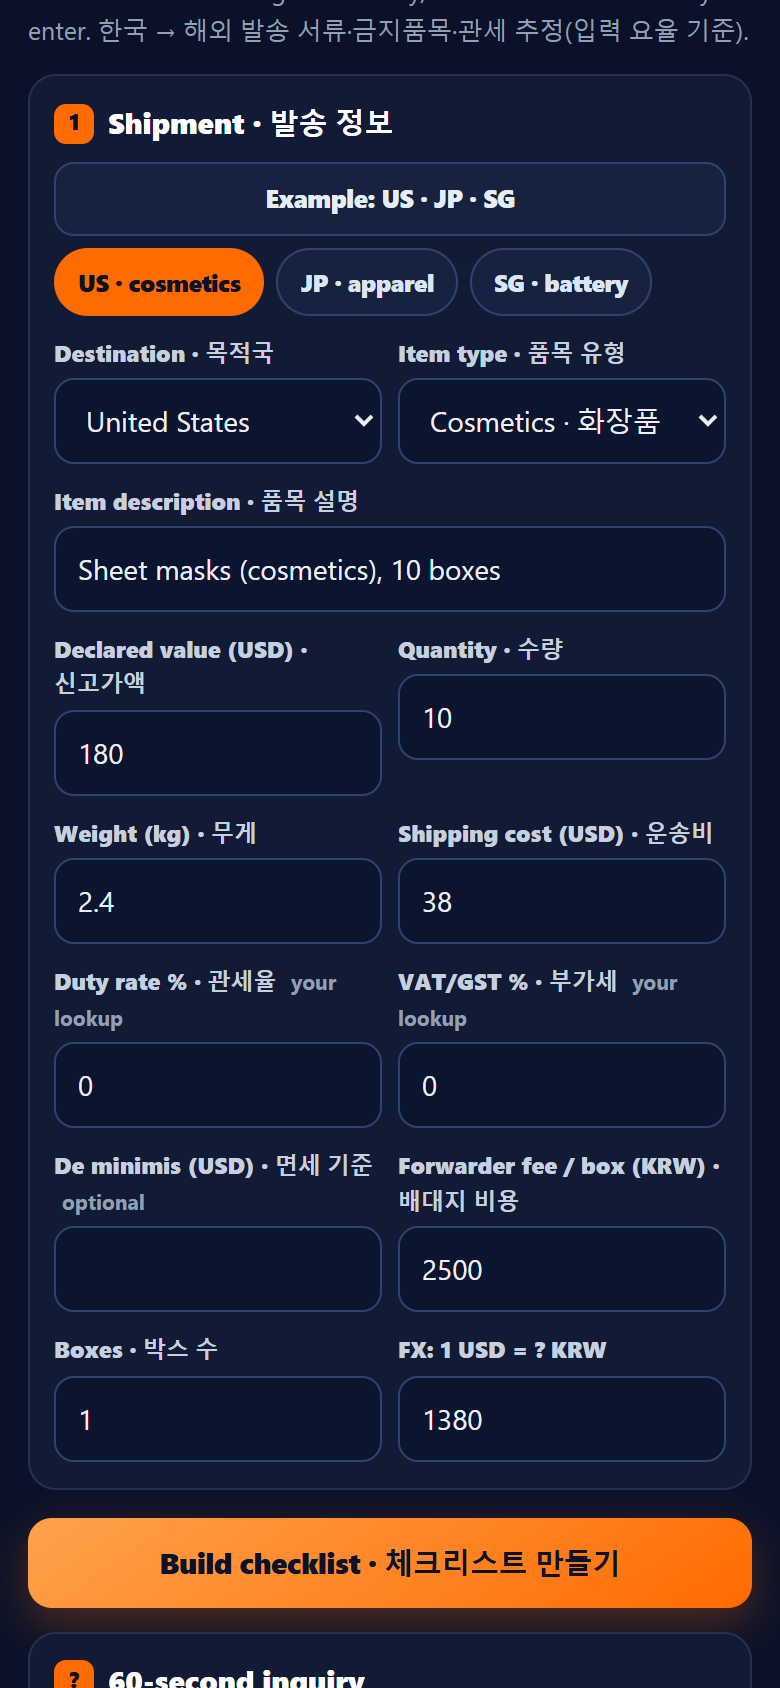 enter. 한국 → 해외 발송 서류·금지품목·관세 추정(입력 요율 기준).
1 Shipment · 발송 정보
Example: US · JP · SG
US · cosmetics JP · apparel SG · battery
Destination · 목적국 Item type · 품목 유형
United States Cosmetics · 화장품
Item description · 품목 설명
Sheet masks (cosmetics), 10 boxes
Declared value (USD) ·
신고가액
Quantity · 수량
180
10
Weight (kg) · 무게 Shipping cost (USD) · 운송비
2.4 38
Duty rate % · 관세율 your
lookup
VAT/GST % · 부가세 your
lookup
0 0
De minimis (USD) · 면세 기준
optional
Forwarder fee / box (KRW) ·
배대지 비용
2500
Boxes · 박스 수 FX: 1 USD = ? KRW
1 1380
Build checklist · 체크리스트 만들기
? 60-second inquiry